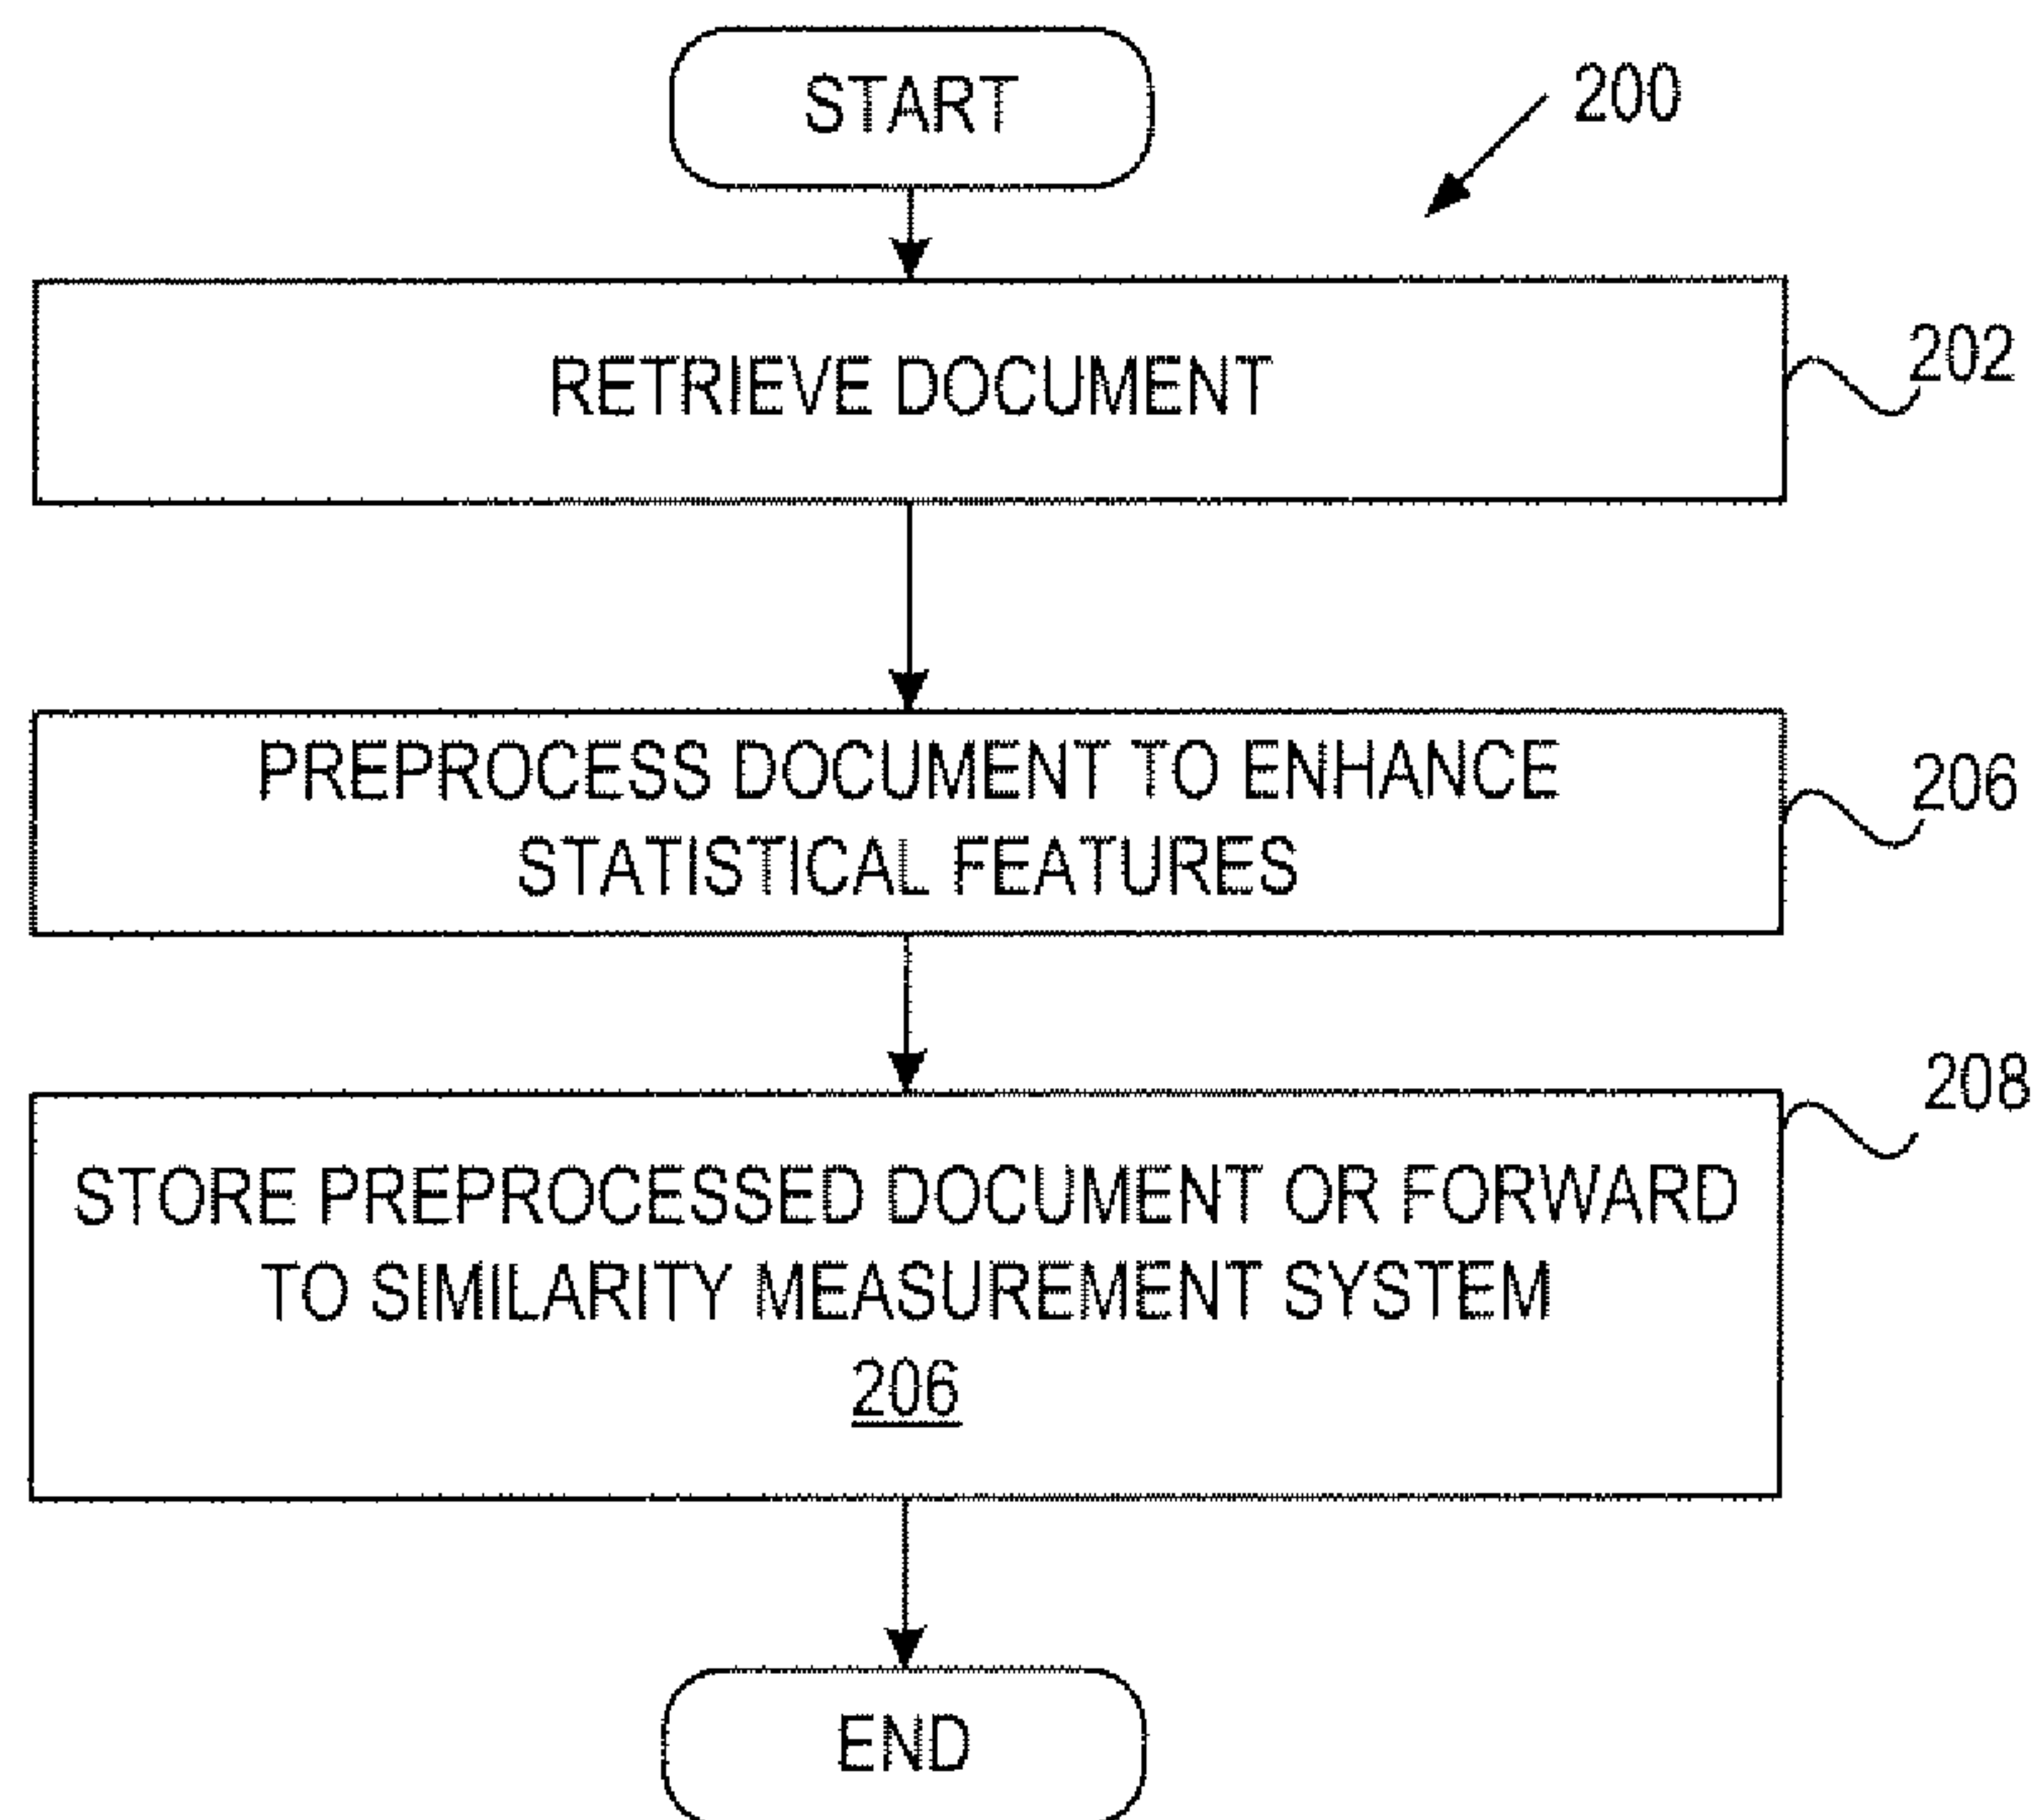 START
200
RETRIEVE DOCUMENT
202
PREPROCESS DOCUMENT TO ENHANCE
STATISTICAL FEATURES
206
208
STORE PREPROCESSED DOCUMENT OR FORWARD
TO SIMILARITY MEASUREMENT SYSTEM
206
END